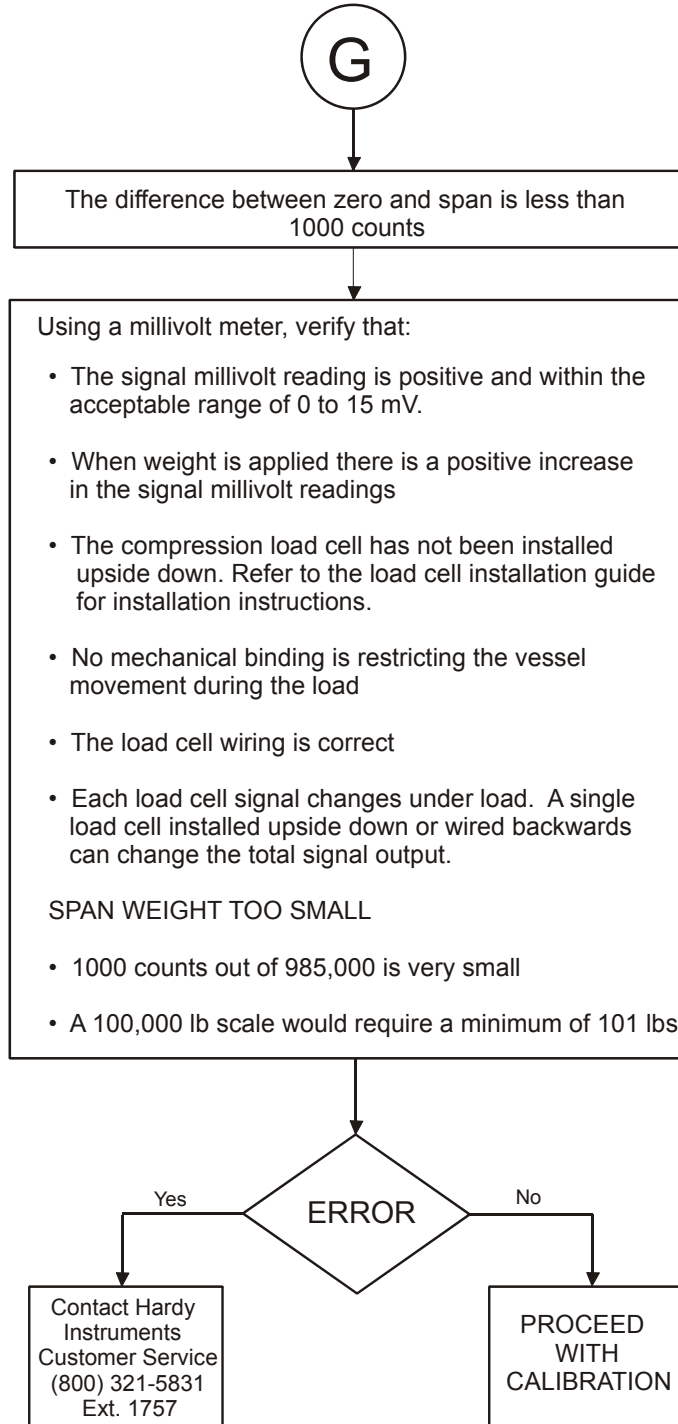 G
The difference between zero and span is less than
1000 counts
Using a millivolt meter, verify that:
• The signal millivolt reading is positive and within the
acceptable range of 0 to 15 mV.
• When weight is applied there is a positive increase
in the signal millivolt readings
• The compression load cell has not been installed
upside down. Refer to the load cell installation guide
for installation instructions.
• No mechanical binding is restricting the vessel
movement during the load
• The load cell wiring is correct
• Each load cell signal changes under load. A single
load cell installed upside down or wired backwards
can change the total signal output.
SPAN WEIGHT TOO SMALL
• 1000 counts out of 985,000 is very small
• A 100,000 lb scale would require a minimum of 101 lbs
ERROR
Yes
No
Contact Hardy
Instruments
Customer Service
(800) 321-5831
Ext. 1757
PROCEED
WITH
CALIBRATION